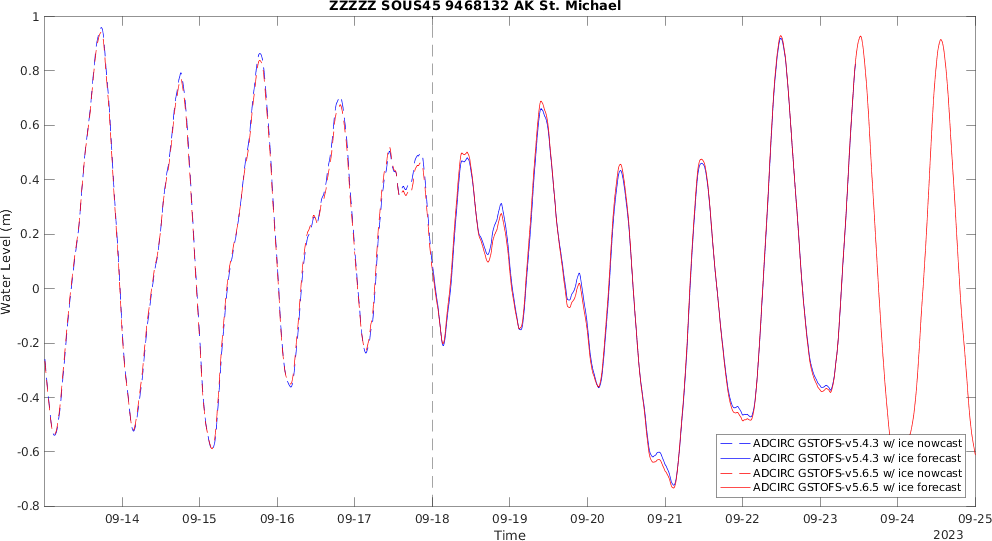 ZZZZZ SOUS45 9468132 AK St. Michael
Water Level (m)
1
0.8
0.6
0.4
0.2
0
-0.2
-0.4
-0.6
-0.8
ADCIRC GSTOFS-v5.4.3 w/ ice nowcast
ADCIRC GSTOFS-v5.4.3 w/ ice forecast
ADCIRC GSTOFS-v5.6.5 w/ ice nowcast
ADCIRC GSTOFS-v5.6.5 w/ ice forecast
09-14 09-15 09-16 09-17 09-18 09-19 09-20 09-21 09-22 09-23 09-24 09-25
Time
2023